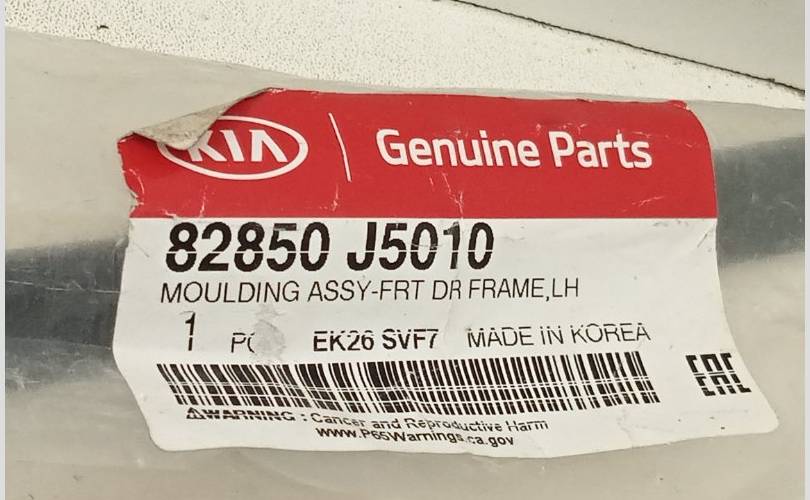 KIA Genuine Parts
82850 J5010
MOULDING ASSY-FRT DR FRAME,LH
1 EK26 SVF7 MADE IN KOREA
EAC
WARNING : Cancer and Reproductive Harm
www.P65Warnings.ca.gov